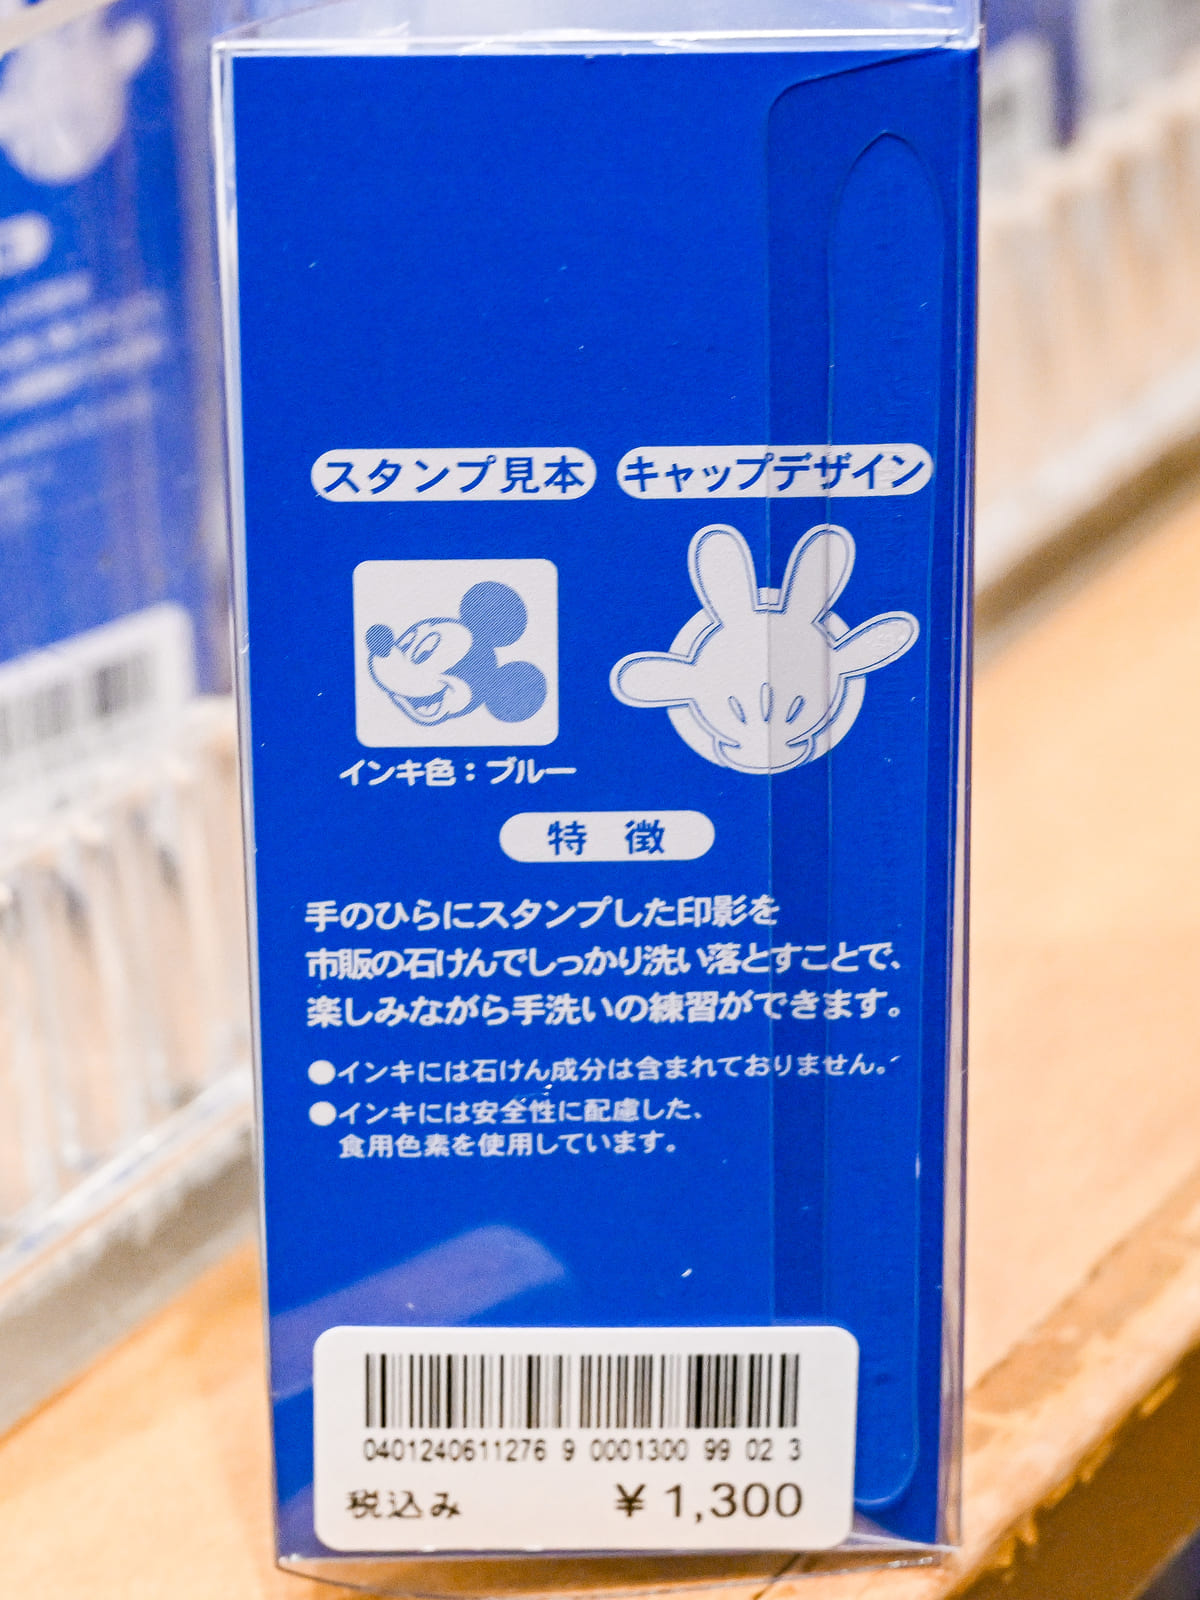 スタンプ見本
キャップデザイン
インキ色：ブルー
特 徴
手のひらにスタンプした印影を
市販の石けんでしっかり洗い落とすことで、
楽しみながら手洗いの練習ができます。
●インキには石けん成分は含まれておりません。
●インキには安全性に配慮した、
食用色素を使用しています。
0401240611276 9 0001300 99 02 3
税込み ¥1,300